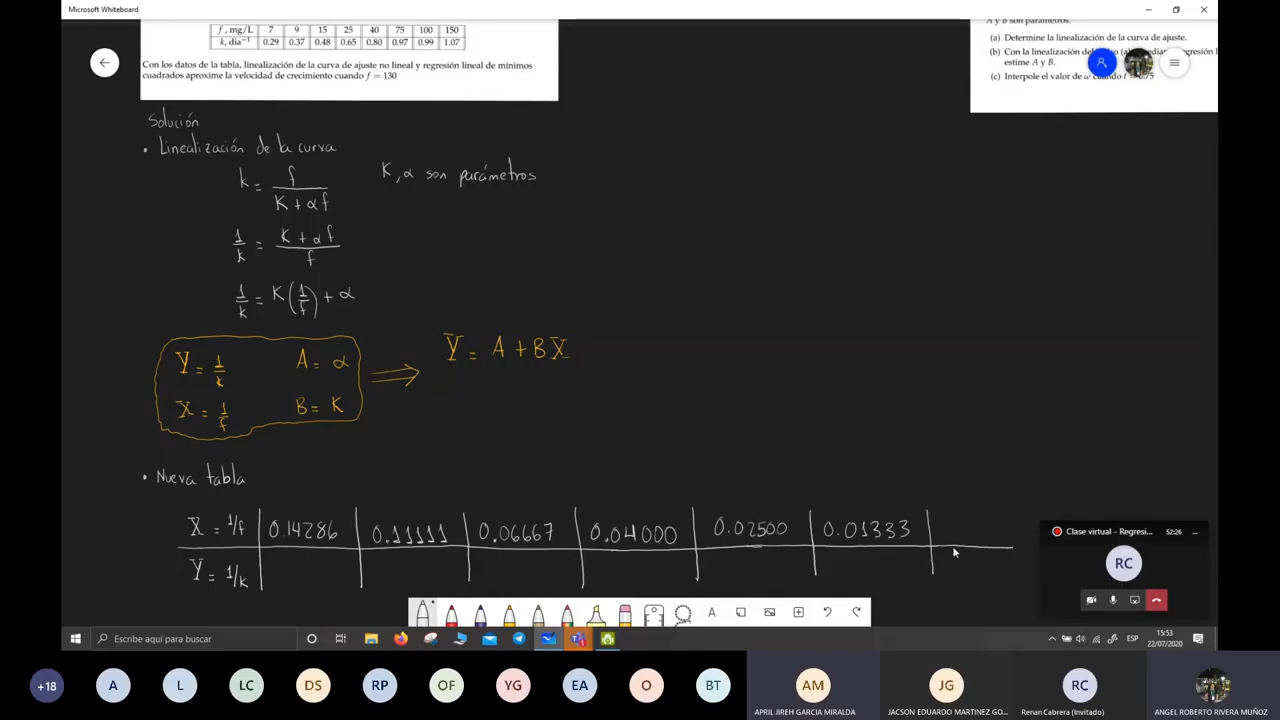 Microsoft Whiteboard
f, mg/L 7 9 15 25 40 75 100 150
k, dia⁻¹ 0.29 0.37 0.48 0.65 0.80 0.97 0.99 1.07
Con los datos de la tabla, linealización de la curva de ajuste no lineal y regresión lineal de mínimos
cuadrados aproxime la velocidad de crecimiento cuando f = 130
A y B son parámetros.
(a) Determine la linealización de la curva de ajuste.
(b) Con la linealización del
estime A y B.
(c) Interpole el valor de ω
Solución
• Linealización de la curva
k = f / (K + αf)
K, α son parámetros
1/k = (K + αf) / f
1/k = K(1/f) + α
Y = 1/k A = α
X = 1/f B = K
⟹ Y = A + BX
• Nueva tabla
X = 1/f 0.14286 0.11111 0.06667 0.04000 0.02500 0.01333
Y = 1/k
Clase virtual - Regresi... 52:26
RC
Escribe aquí para buscar
ESP
15:53
22/07/2020
+18 A L LC DS RP OF YG EA O BT AM JG RC
APRIL JIREH GARCIA MIRALDA
JACSON EDUARDO MARTINEZ GO...
Renan Cabrera (Invitado)
ANGEL ROBERTO RIVERA MUÑOZ